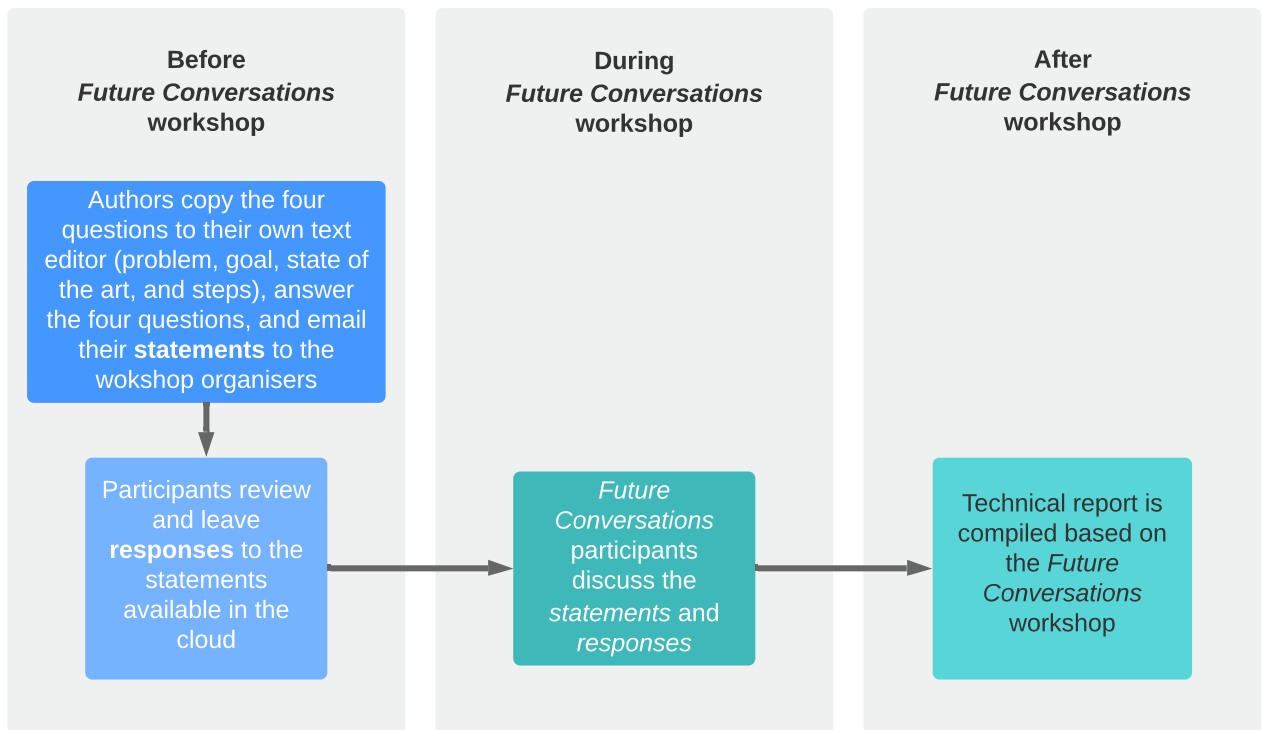 Before
Future Conversations
workshop
Authors copy the four
questions to their own text
editor (problem, goal, state of
the art, and steps), answer
the four questions, and email
their statements to the
wokshop organisers
Participants review
and leave
responses to the
statements
available in the
cloud
During
Future Conversations
workshop
Future
Conversations
participants
discuss the
statements and
responses
After
Future Conversations
workshop
Technical report is
compiled based on
the Future
Conversations
workshop